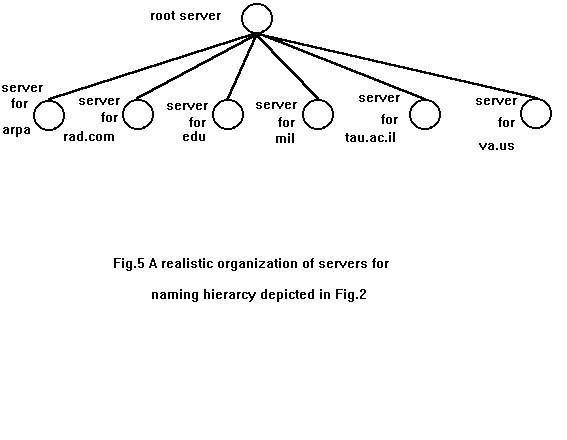 root server
server
for
arpa
server
for
rad.com
server
for
edu
server
for
mil
server
for
tau.ac.il
server
for
va.us
Fig.5 A realistic organization of servers for
naming hierarcy depicted in Fig.2